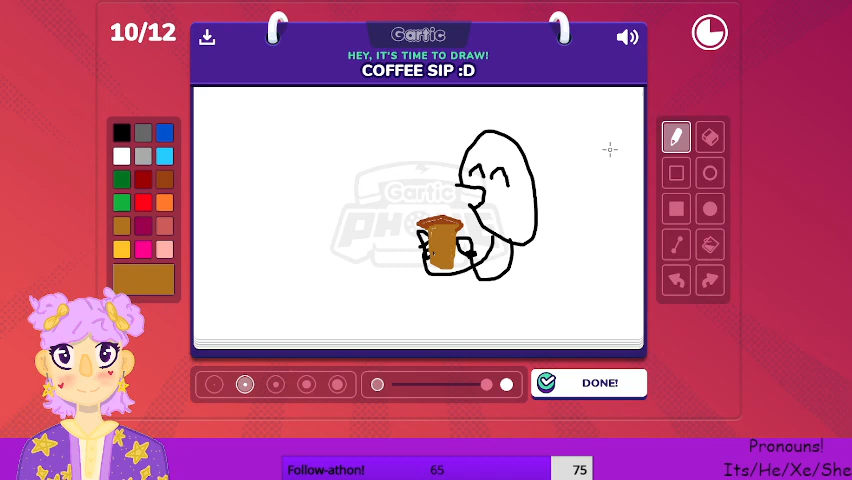 10/12
Gartic
HEY, IT'S TIME TO DRAW!
COFFEE SIP :D
Gartic
PHONE
DONE!
Pronouns!
Its/He/Xe/She
Follow-athon! 65 75